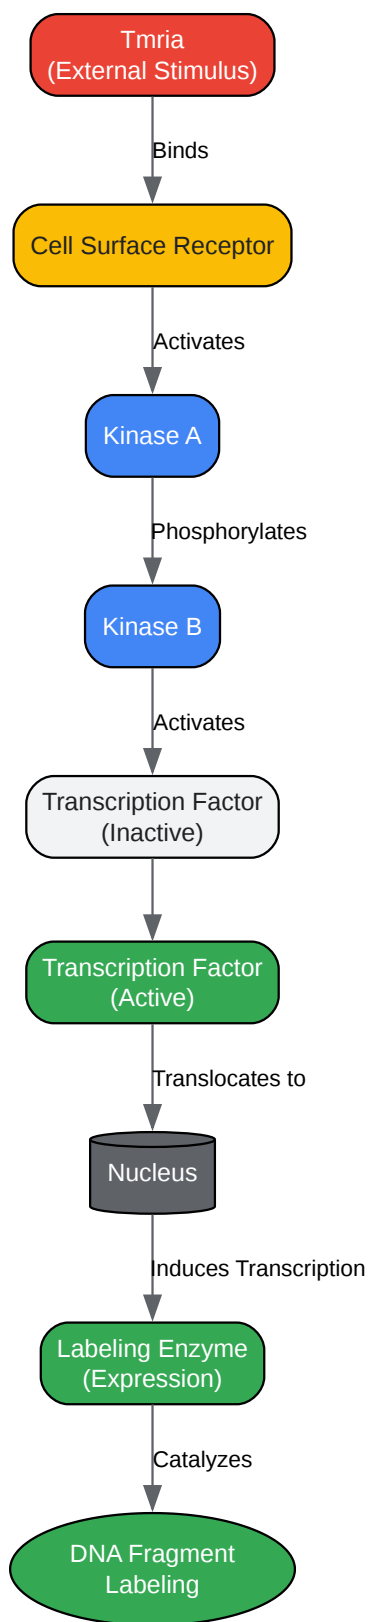 Tmria
(External Stimulus)
Binds
Cell Surface Receptor
Activates
Kinase A
Phosphorylates
Kinase B
Activates
Transcription Factor
(Inactive)
Transcription Factor
(Active)
Translocates to
Nucleus
Induces Transcription
Labeling Enzyme
(Expression)
Catalyzes
DNA Fragment
Labeling